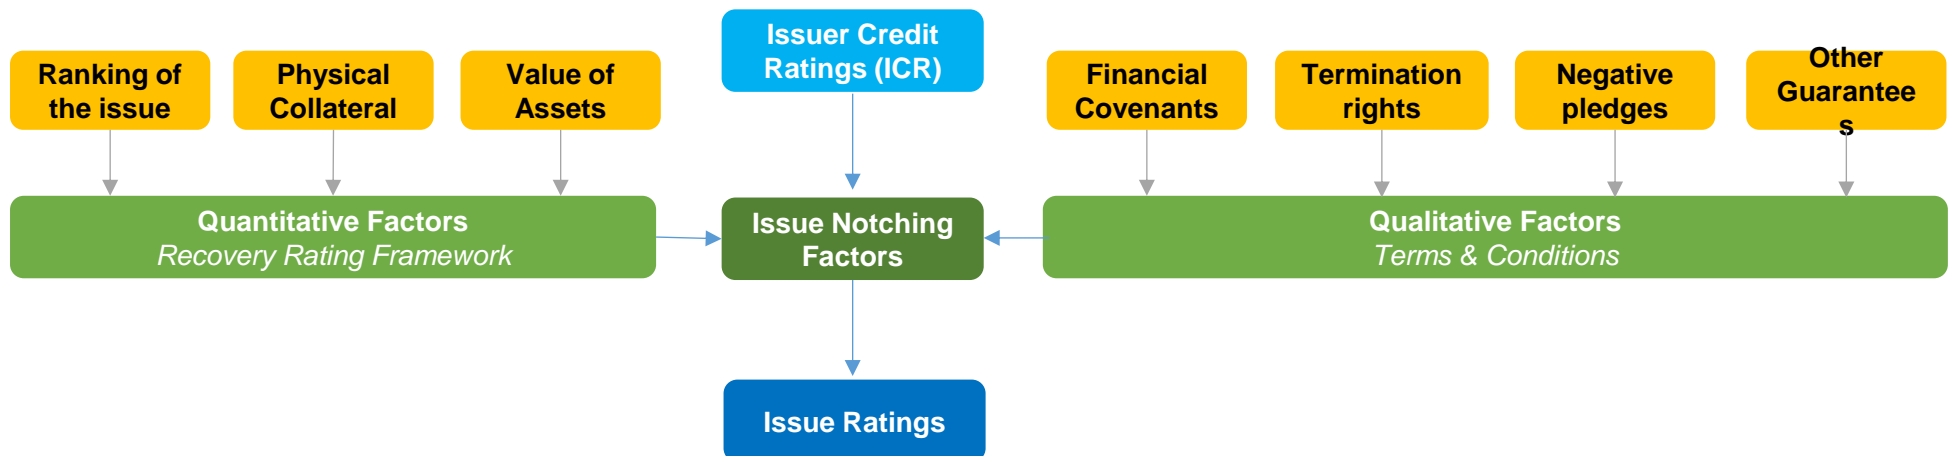 Issuer Credit
Ratings (ICR)
Ranking of
the issue
Physical
Collateral
Value of
Assets
Financial
Covenants
Termination
rights
Negative
pledges
Other
Guarantee
s
Quantitative Factors
Recovery Rating Framework
Issue Notching
Factors
Qualitative Factors
Terms & Conditions
Issue Ratings